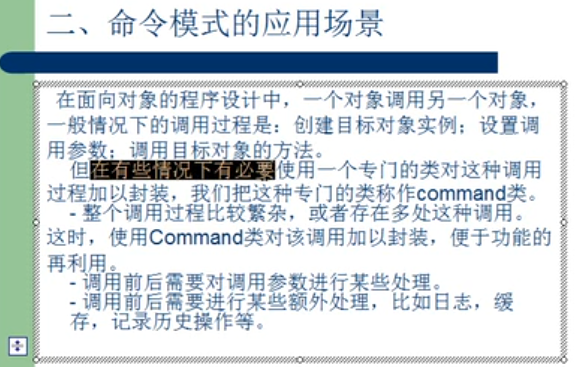 二、命令模式的应用场景
在面向对象的程序设计中，一个对象调用另一个对象，
一般情况下的调用过程是：创建目标对象实例；设置调
用参数；调用目标对象的方法。
但在有些情况下有必要使用一个专门的类对这种调用
过程加以封装，我们把这种专门的类称作command类。
- 整个调用过程比较繁杂，或者存在多处这种调用。
这时，使用Command类对该调用加以封装，便于功能的
再利用。
- 调用前后需要对调用参数进行某些处理。
- 调用前后需要进行某些额外处理，比如日志，缓
存，记录历史操作等。